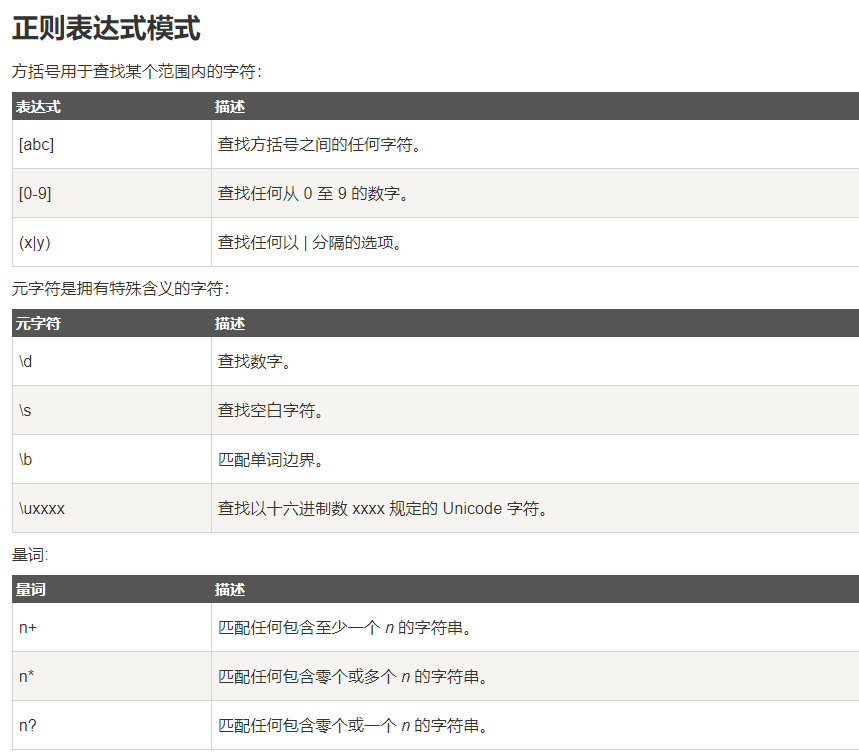 正则表达式模式
方括号用于查找某个范围内的字符：
表达式 描述
[abc] 查找方括号之间的任何字符。
[0-9] 查找任何从 0 至 9 的数字。
(x|y) 查找任何以 | 分隔的选项。
元字符是拥有特殊含义的字符：
元字符 描述
\d 查找数字。
\s 查找空白字符。
\b 匹配单词边界。
\uxxxx 查找以十六进制数 xxxx 规定的 Unicode 字符。
量词:
量词 描述
n+ 匹配任何包含至少一个 n 的字符串。
n* 匹配任何包含零个或多个 n 的字符串。
n? 匹配任何包含零个或一个 n 的字符串。